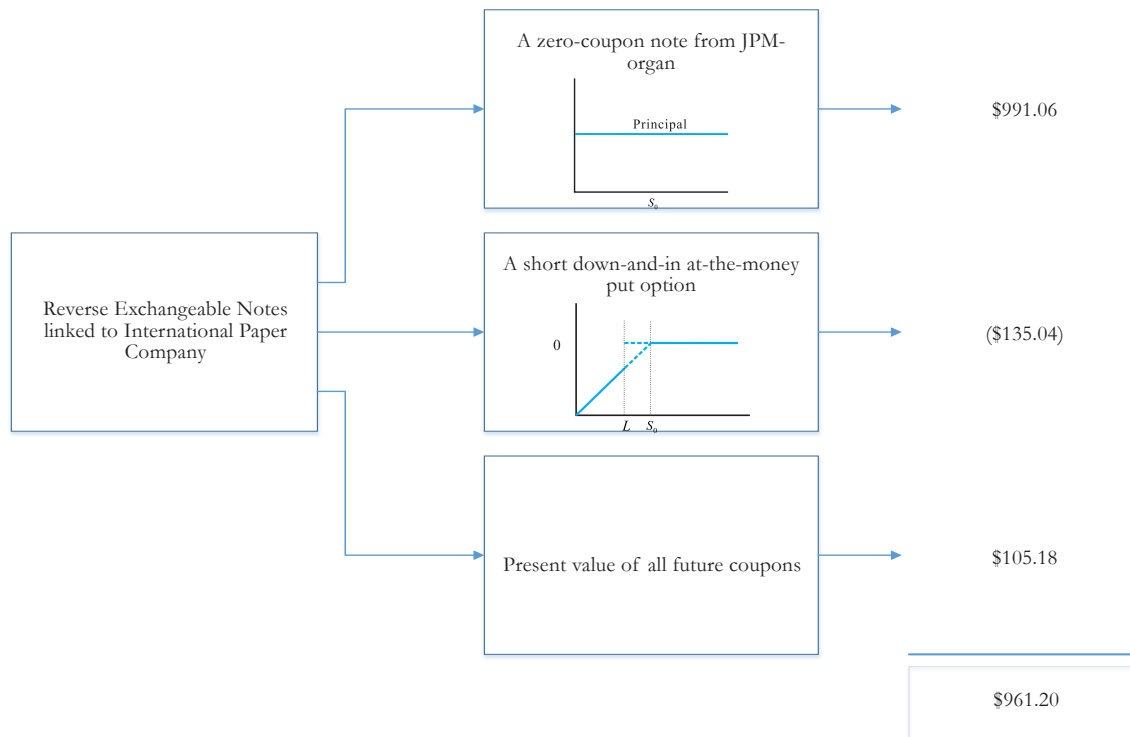 A zero-coupon note from JPM-
organ
Principal
S₀
$991.06
Reverse Exchangeable Notes
linked to International Paper
Company
A short down-and-in at-the-money
put option
0
L S₀
($135.04)
Present value of all future coupons
$105.18
$961.20